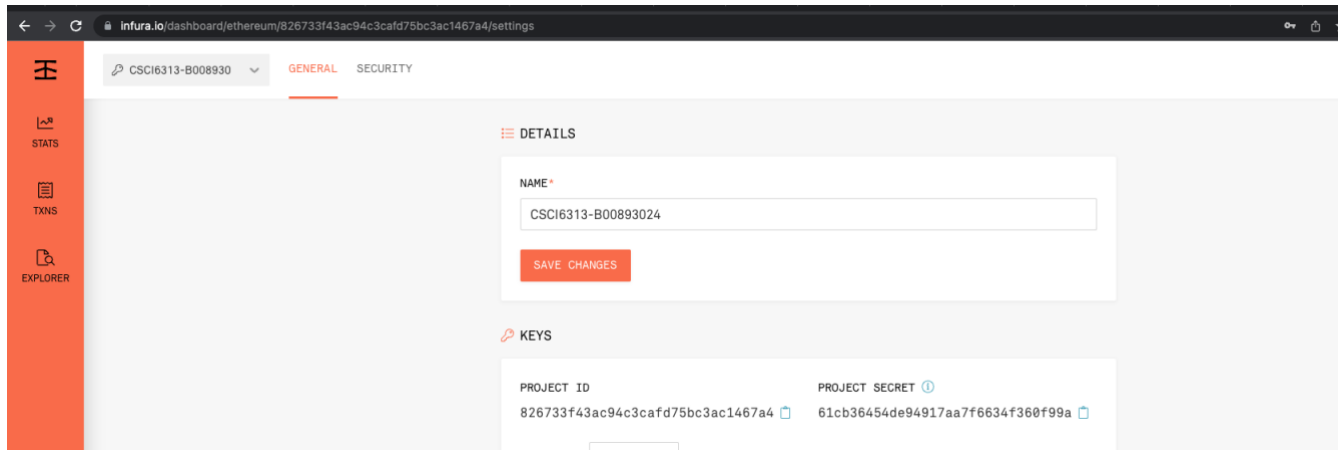 infura.io/dashboard/ethereum/826733f43ac94c3cafd75bc3ac1467a4/settings
CSCI6313-B008930
GENERAL SECURITY
STATS
TXNS
EXPLORER
DETAILS
NAME*
CSCI6313-B00893024
SAVE CHANGES
KEYS
PROJECT ID PROJECT SECRET
826733f43ac94c3cafd75bc3ac1467a4 61cb36454de94917aa7f6634f360f99a